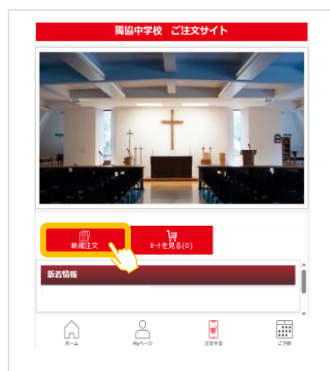 獨協中学校　ご注文サイト
新規注文
カートを見る(0)
新着情報
ホーム
Myページ
注文する
ご予約